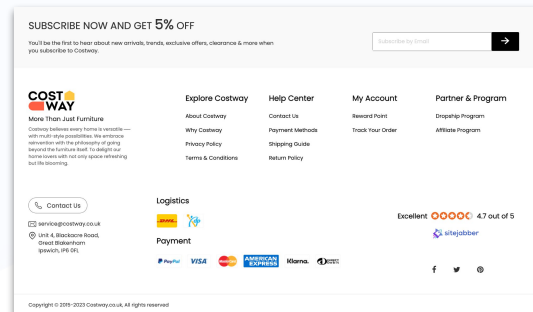 SUBSCRIBE NOW AND GET 5% OFF
You'll be the first to hear about new arrivals, trends, exclusive offers, clearance & more when
you subscribe to Costway.
Subscribe by Email
COST
WAY
More Than Just Furniture
Costway believes every home is versatile —
with multi-style possibilities. We embrace
reinvention with the philosophy of going
beyond the furniture itself. To delight our
home lovers with not only space refreshing
but life blooming.
Explore Costway
About Costway
Why Costway
Privacy Policy
Terms & Conditions
Help Center
Contact Us
Payment Methods
Shipping Guide
Return Policy
My Account
Reward Point
Track Your Order
Partner & Program
Dropship Program
Affiliate Program
Contact Us
service@costway.co.uk
Unit 4, Blackacre Road,
Great Blakenham
Ipswich, IP6 0FL
Logistics
DHL
Payment
PayPal
VISA
AMERICAN
EXPRESS
Klarna.
Excellent 4.7 out of 5
sitejabber
Copyright © 2015-2023 Costway.co.uk, All rights reserved